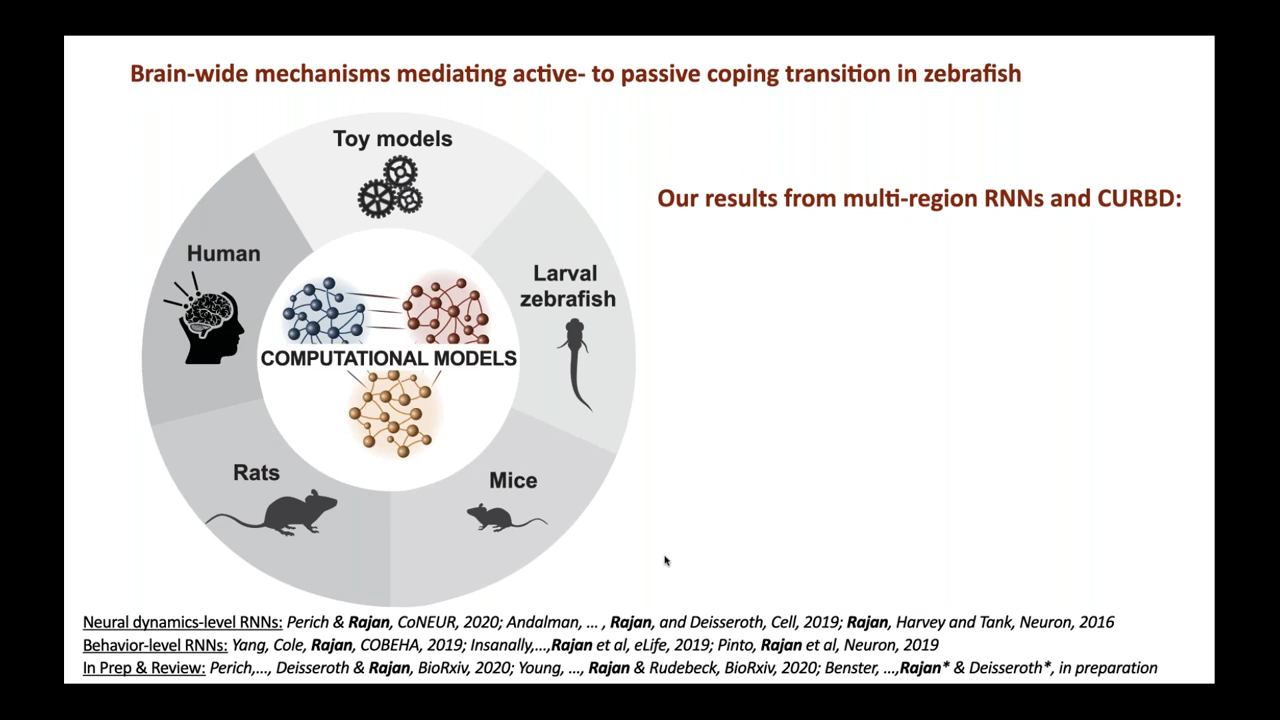 Brain-wide mechanisms mediating active- to passive coping transition in zebrafish
Toy models
Our results from multi-region RNNs and CURBD:
Human
Larval
zebrafish
COMPUTATIONAL MODELS
Rats
Mice
Neural dynamics-level RNNs: Perich & Rajan, CoNEUR, 2020; Andalman, ... , Rajan, and Deisseroth, Cell, 2019; Rajan, Harvey and Tank, Neuron, 2016
Behavior-level RNNs: Yang, Cole, Rajan, COBEHA, 2019; Insanally,...,Rajan et al, eLife, 2019; Pinto, Rajan et al, Neuron, 2019
In Prep & Review: Perich,..., Deisseroth & Rajan, BioRxiv, 2020; Young, ..., Rajan & Rudebeck, BioRxiv, 2020; Benster, ...,Rajan* & Deisseroth*, in preparation